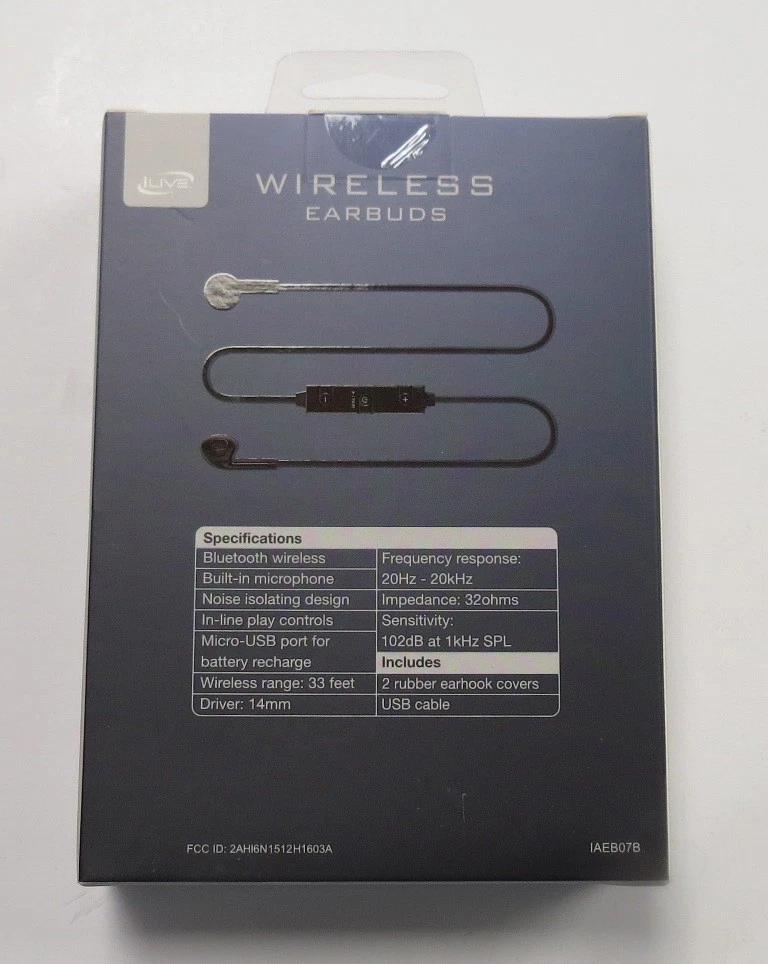 iLIVE
WIRELESS
EARBUDS
Specifications
Bluetooth wireless
Built-in microphone
Noise isolating design
In-line play controls
Micro-USB port for
battery recharge
Wireless range: 33 feet
Driver: 14mm
Frequency response:
20Hz - 20kHz
Impedance: 32ohms
Sensitivity:
102dB at 1kHz SPL
Includes
2 rubber earhook covers
USB cable
FCC ID: 2AHI6N1512H1603A
IAEB07B